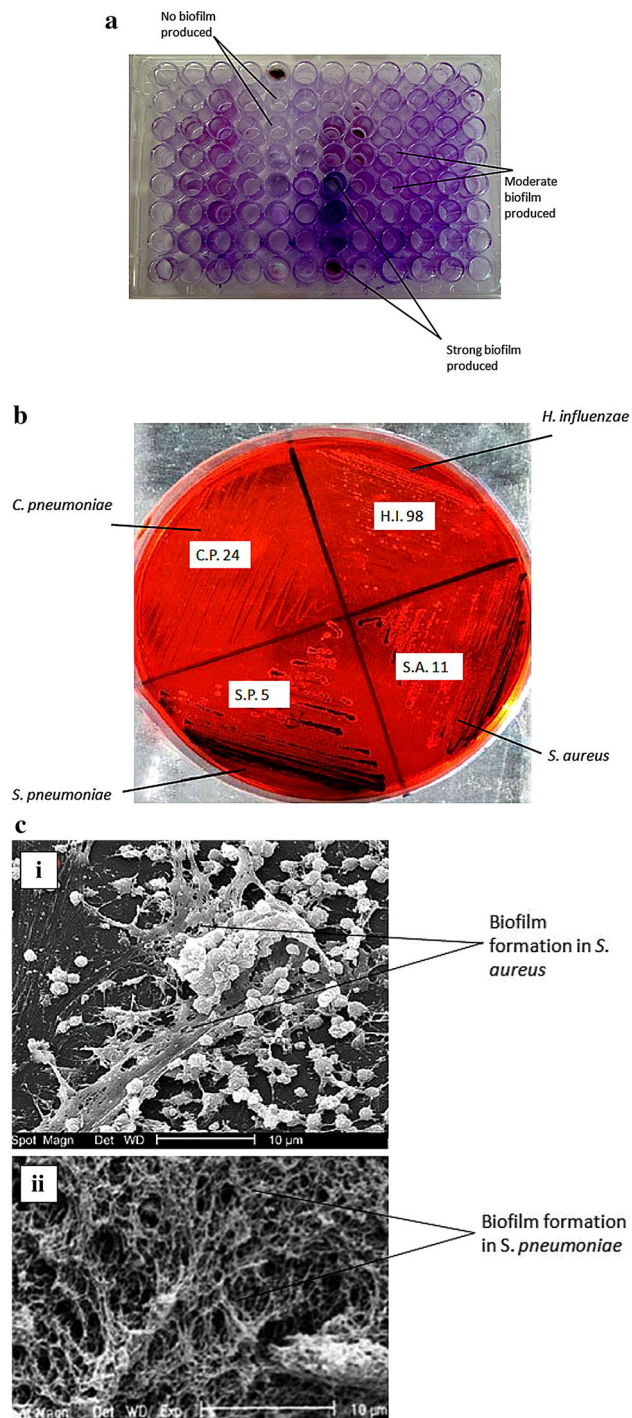 a
No biofilm
produced
Moderate
biofilm
produced
Strong biofilm
produced
b
H. influenzae
C. pneumoniae
H.I. 98
C.P. 24
S.A. 11
S.P. 5
S. aureus
S. pneumoniae
c
i
Biofilm
formation in S.
aureus
Spot Magn Det WD 10 µm
ii
Biofilm formation
in S. pneumoniae
Magn Det WD Exp 10 µm